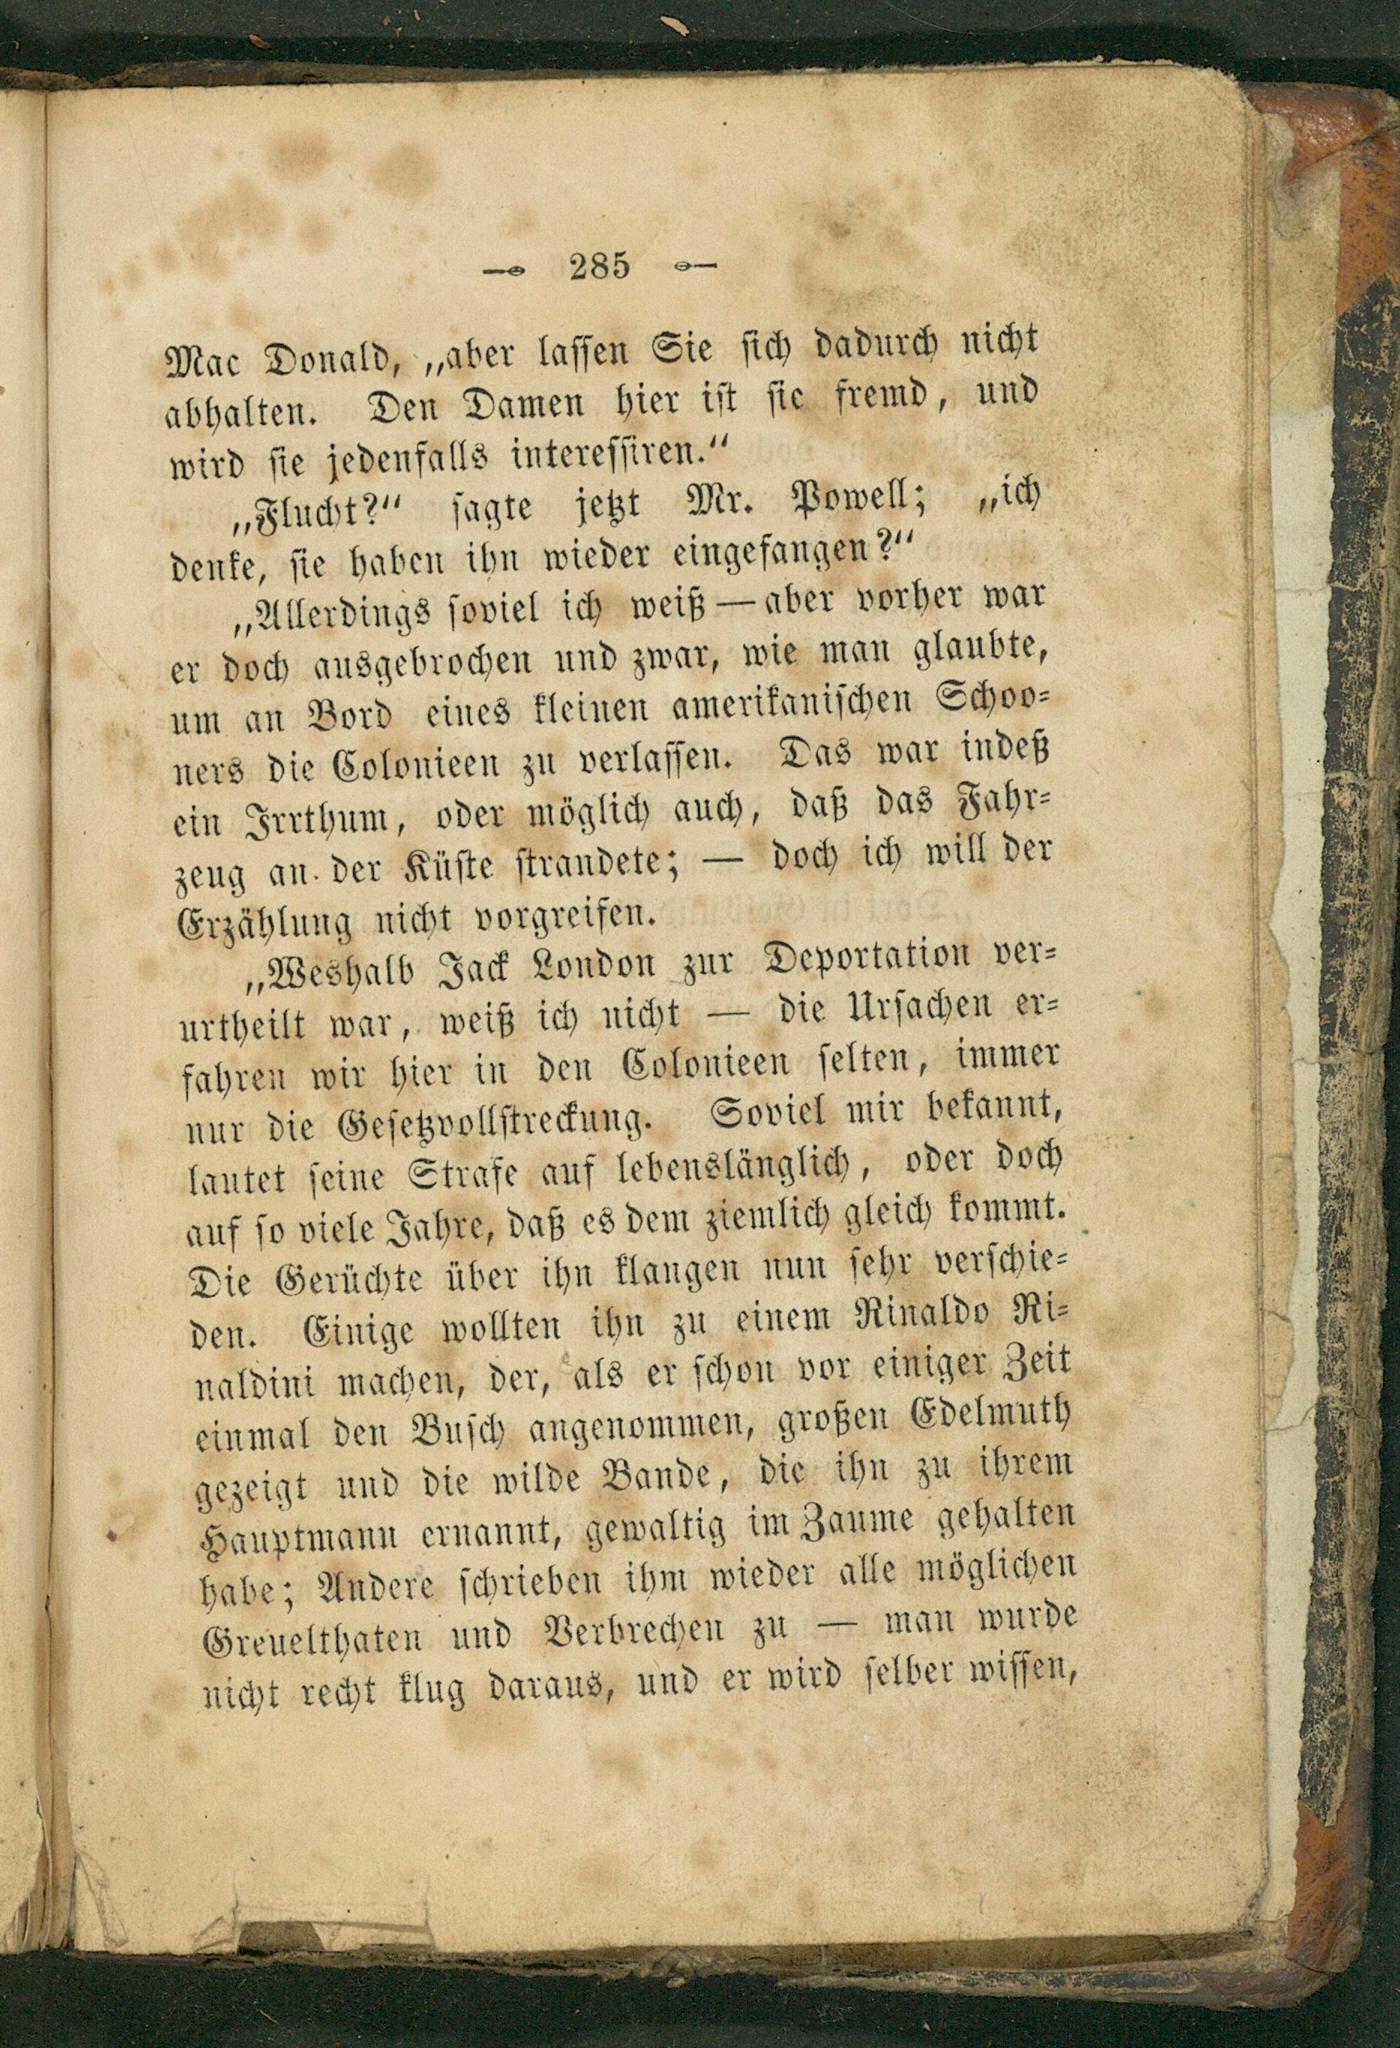 285
Mac Donald, „aber lassen Sie sich dadurch nicht
abhalten. Den Damen hier ist sie fremd, und
wird sie jedenfalls interessiren.“
„Flucht?“ sagte jetzt Mr. Powell; „ich
denke, sie haben ihn wieder eingefangen?“
„Allerdings soviel ich weiß — aber vorher war
er doch ausgebrochen und zwar, wie man glaubte,
um an Bord eines kleinen amerikanischen Schoo-
ners die Colonieen zu verlassen. Das war indeß
ein Irrthum, oder möglich auch, daß das Fahr-
zeug an der Küste strandete; — doch ich will der
Erzählung nicht vorgreifen.
„Weshalb Jack London zur Deportation ver-
urtheilt war, weiß ich nicht — die Ursachen er-
fahren wir hier in den Colonieen selten, immer
nur die Gesetzvollstreckung. Soviel mir bekannt,
lautet seine Strafe auf lebenslänglich, oder doch
auf so viele Jahre, daß es dem ziemlich gleich kommt.
Die Gerüchte über ihn klangen nun sehr verschie-
den. Einige wollten ihn zu einem Rinaldo Ri-
naldini machen, der, als er schon vor einiger Zeit
einmal den Busch angenommen, großen Edelmuth
gezeigt und die wilde Bande, die ihn zu ihrem
Hauptmann ernannt, gewaltig im Zaume gehalten
habe; Andere schrieben ihm wieder alle möglichen
Greuelthaten und Verbrechen zu — man wurde
nicht recht klug daraus, und er wird selber wissen,